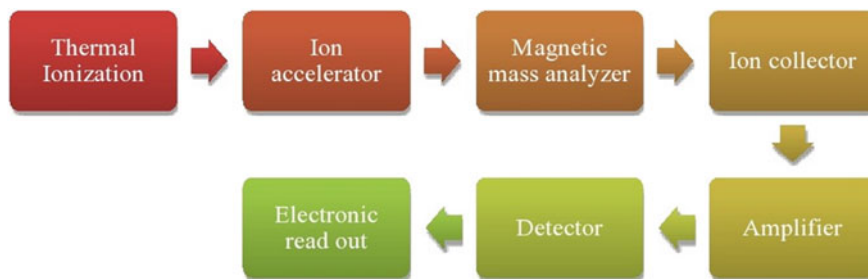 Thermal
Ionization
Ion
accelerator
Magnetic
mass analyzer
Ion collector
Amplifier
Detector
Electronic
read out